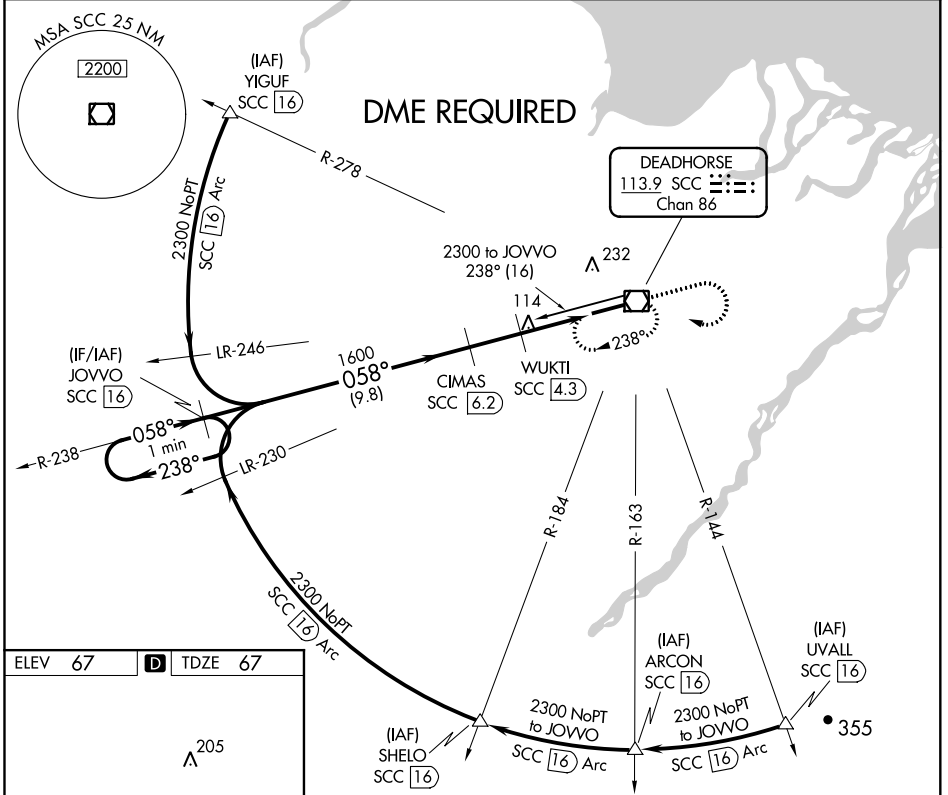 MSA SCC 25 NM
2200
(IAF)
YIGUF
SCC 16
DME REQUIRED
R-278
2300 NoPT
SCC 16 Arc
DEADHORSE
113.9 SCC
Chan 86
2300 to JOVVO
238° (16)
232
114
238°
LR-246
(IF/IAF)
JOVVO
SCC 16
1600
058°
(9.8)
CIMAS
SCC 6.2
WUKTI
SCC 4.3
R-238
058°
1 min
238°
LR-230
R-184
R-163
R-144
2300 NoPT
SCC 16 Arc
(IAF)
SHELO
SCC 16
2300 NoPT
to JOVVO
SCC 16 Arc
(IAF)
ARCON
SCC 16
2300 NoPT
to JOVVO
SCC 16 Arc
(IAF)
UVALL
SCC 16
355
ELEV 67 D TDZE 67
205